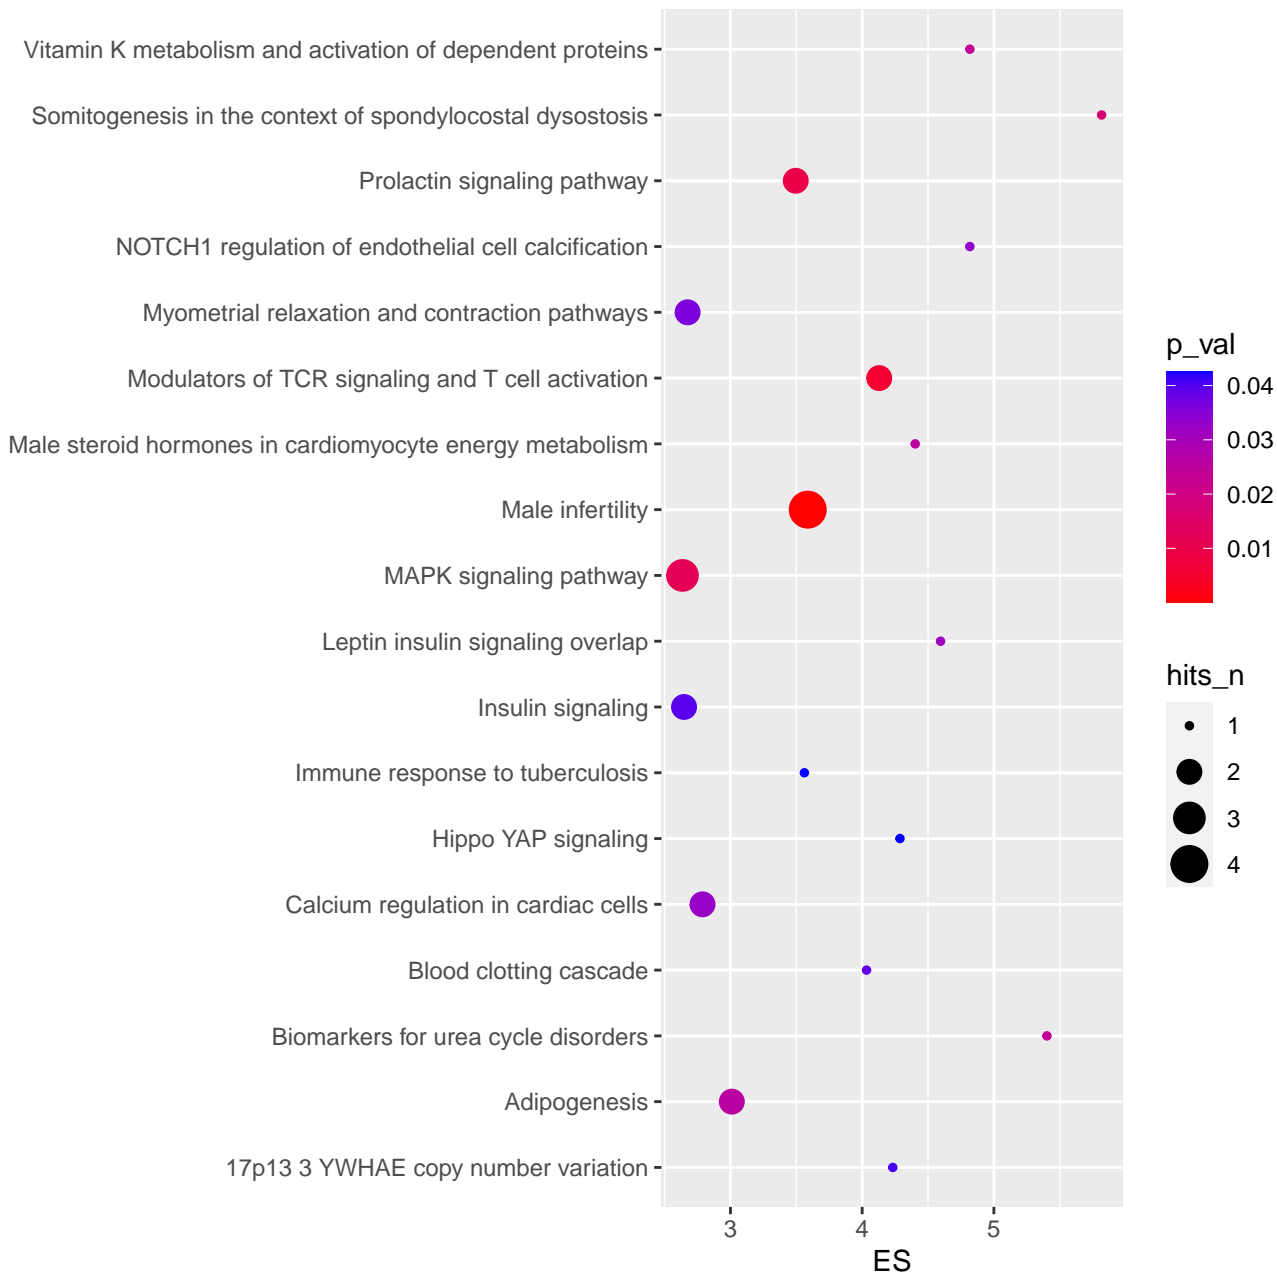 Vitamin K metabolism and activation of dependent proteins
Somitogenesis in the context of spondylocostal dysostosis
Prolactin signaling pathway
NOTCH1 regulation of endothelial cell calcification
Myometrial relaxation and contraction pathways
Modulators of TCR signaling and T cell activation
Male steroid hormones in cardiomyocyte energy metabolism
Male infertility
MAPK signaling pathway
Leptin insulin signaling overlap
Insulin signaling
Immune response to tuberculosis
Hippo YAP signaling
Calcium regulation in cardiac cells
Blood clotting cascade
Biomarkers for urea cycle disorders
Adipogenesis
17p13 3 YWHAE copy number variation
3 4 5
ES
p_val
0.04
0.03
0.02
0.01
hits_n
1
2
3
4